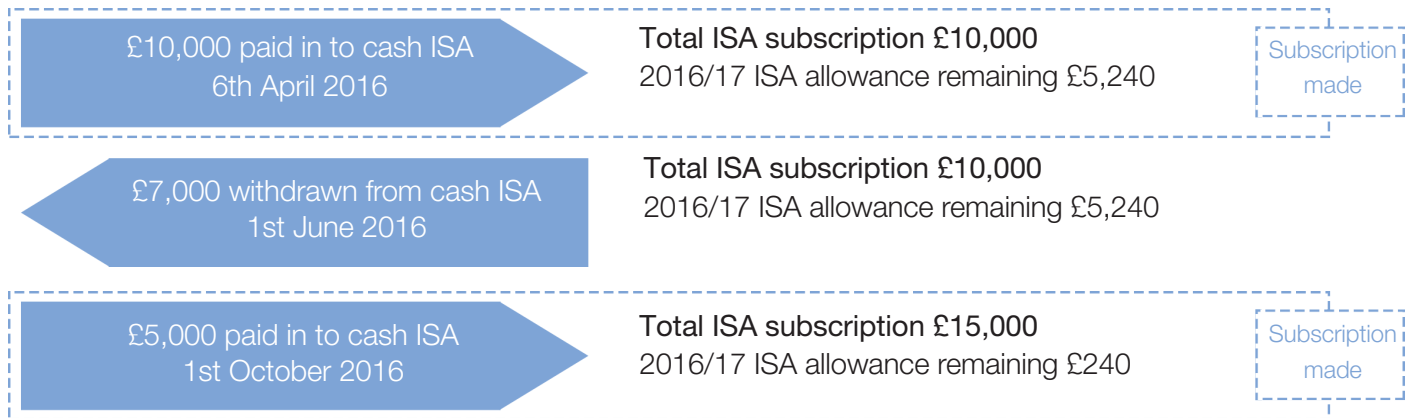 £10,000 paid in to cash ISA
6th April 2016
Total ISA subscription £10,000
2016/17 ISA allowance remaining £5,240
Subscription
made
£7,000 withdrawn from cash ISA
1st June 2016
Total ISA subscription £10,000
2016/17 ISA allowance remaining £5,240
£5,000 paid in to cash ISA
1st October 2016
Total ISA subscription £15,000
2016/17 ISA allowance remaining £240
Subscription
made